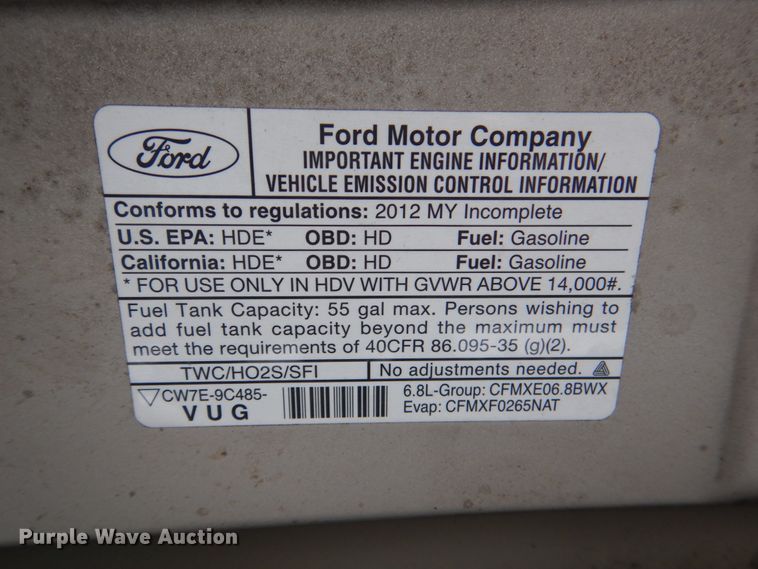 Ford
Ford Motor Company
IMPORTANT ENGINE INFORMATION/
VEHICLE EMISSION CONTROL INFORMATION
Conforms to regulations: 2012 MY Incomplete
U.S. EPA: HDE* OBD: HD Fuel: Gasoline
California: HDE* OBD: HD Fuel: Gasoline
* FOR USE ONLY IN HDV WITH GVWR ABOVE 14,000#.
Fuel Tank Capacity: 55 gal max. Persons wishing to
add fuel tank capacity beyond the maximum must
meet the requirements of 40CFR 86.095-35 (g)(2).
TWC/HO2S/SFI No adjustments needed.
CW7E-9C485- 6.8L-Group: CFMXE06.8BWX
V U G Evap: CFMXF0265NAT
Purple Wave Auction